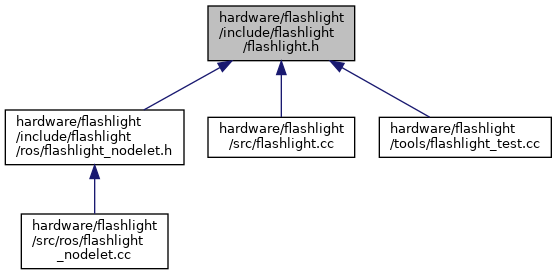 hardware/flashlight
/include/flashlight
/flashlight.h
hardware/flashlight
/include/flashlight
/ros/flashlight_nodelet.h
hardware/flashlight
/src/flashlight.cc
hardware/flashlight
/tools/flashlight_test.cc
hardware/flashlight
/src/ros/flashlight
_nodelet.cc